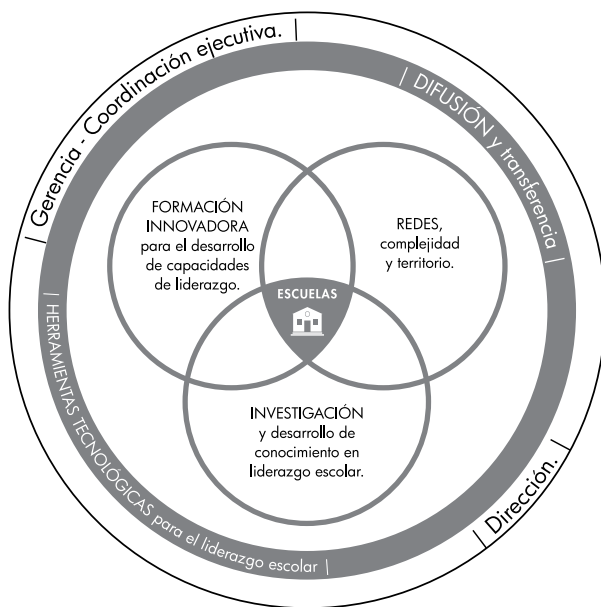 | Gerencia - Coordinación ejecutiva. |
| DIFUSIÓN y transferencia |
FORMACIÓN
INNOVADORA
para el desarrollo
de capacidades
de liderazgo.
REDES,
complejidad
y territorio.
ESCUELAS
INVESTIGACIÓN
y desarrollo de
conocimiento en
liderazgo escolar.
| HERRAMIENTAS TECNOLÓGICAS para el liderazgo escolar |
| Dirección. |